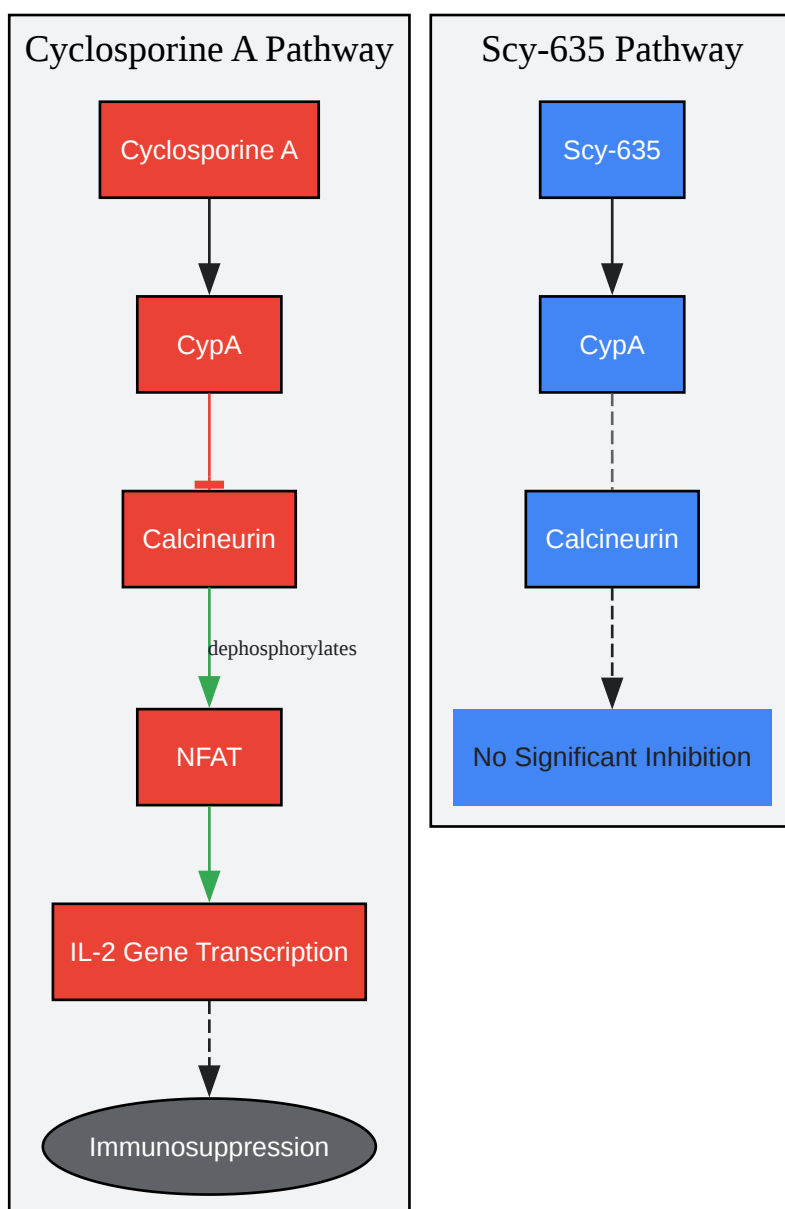 Cyclosporine A Pathway
Cyclosporine A
CypA
Calcineurin
dephosphorylates
NFAT
IL-2 Gene Transcription
Immunosuppression
Scy-635 Pathway
Scy-635
CypA
Calcineurin
No Significant Inhibition